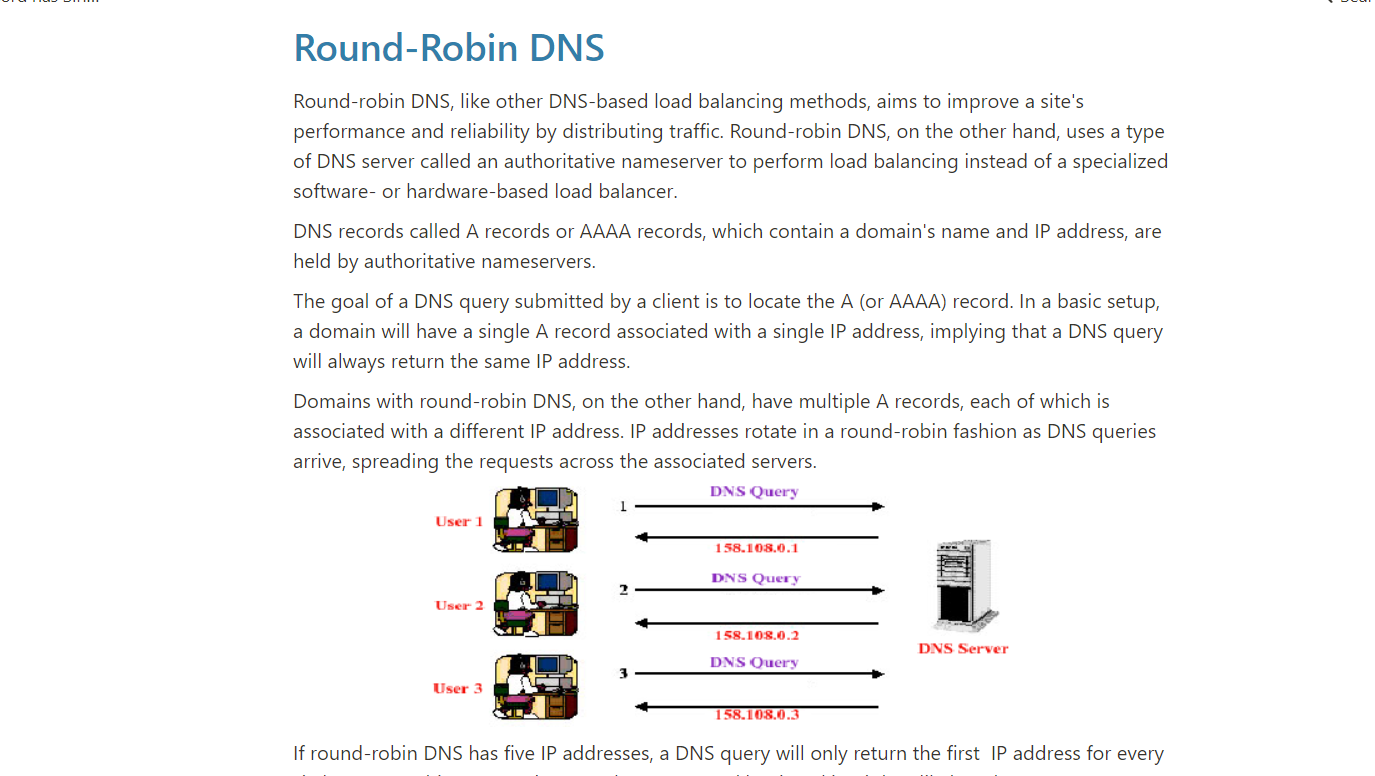 Round-Robin DNS
Round-robin DNS, like other DNS-based load balancing methods, aims to improve a site's
performance and reliability by distributing traffic. Round-robin DNS, on the other hand, uses a type
of DNS server called an authoritative nameserver to perform load balancing instead of a specialized
software- or hardware-based load balancer.
DNS records called A records or AAAA records, which contain a domain's name and IP address, are
held by authoritative nameservers.
The goal of a DNS query submitted by a client is to locate the A (or AAAA) record. In a basic setup,
a domain will have a single A record associated with a single IP address, implying that a DNS query
will always return the same IP address.
Domains with round-robin DNS, on the other hand, have multiple A records, each of which is
associated with a different IP address. IP addresses rotate in a round-robin fashion as DNS queries
arrive, spreading the requests across the associated servers.
User 1
1
DNS Query
158.108.0.1
User 2
2
DNS Query
158.108.0.2
User 3
3
DNS Query
158.108.0.3
DNS Server
If round-robin DNS has five IP addresses, a DNS query will only return the first IP address for every